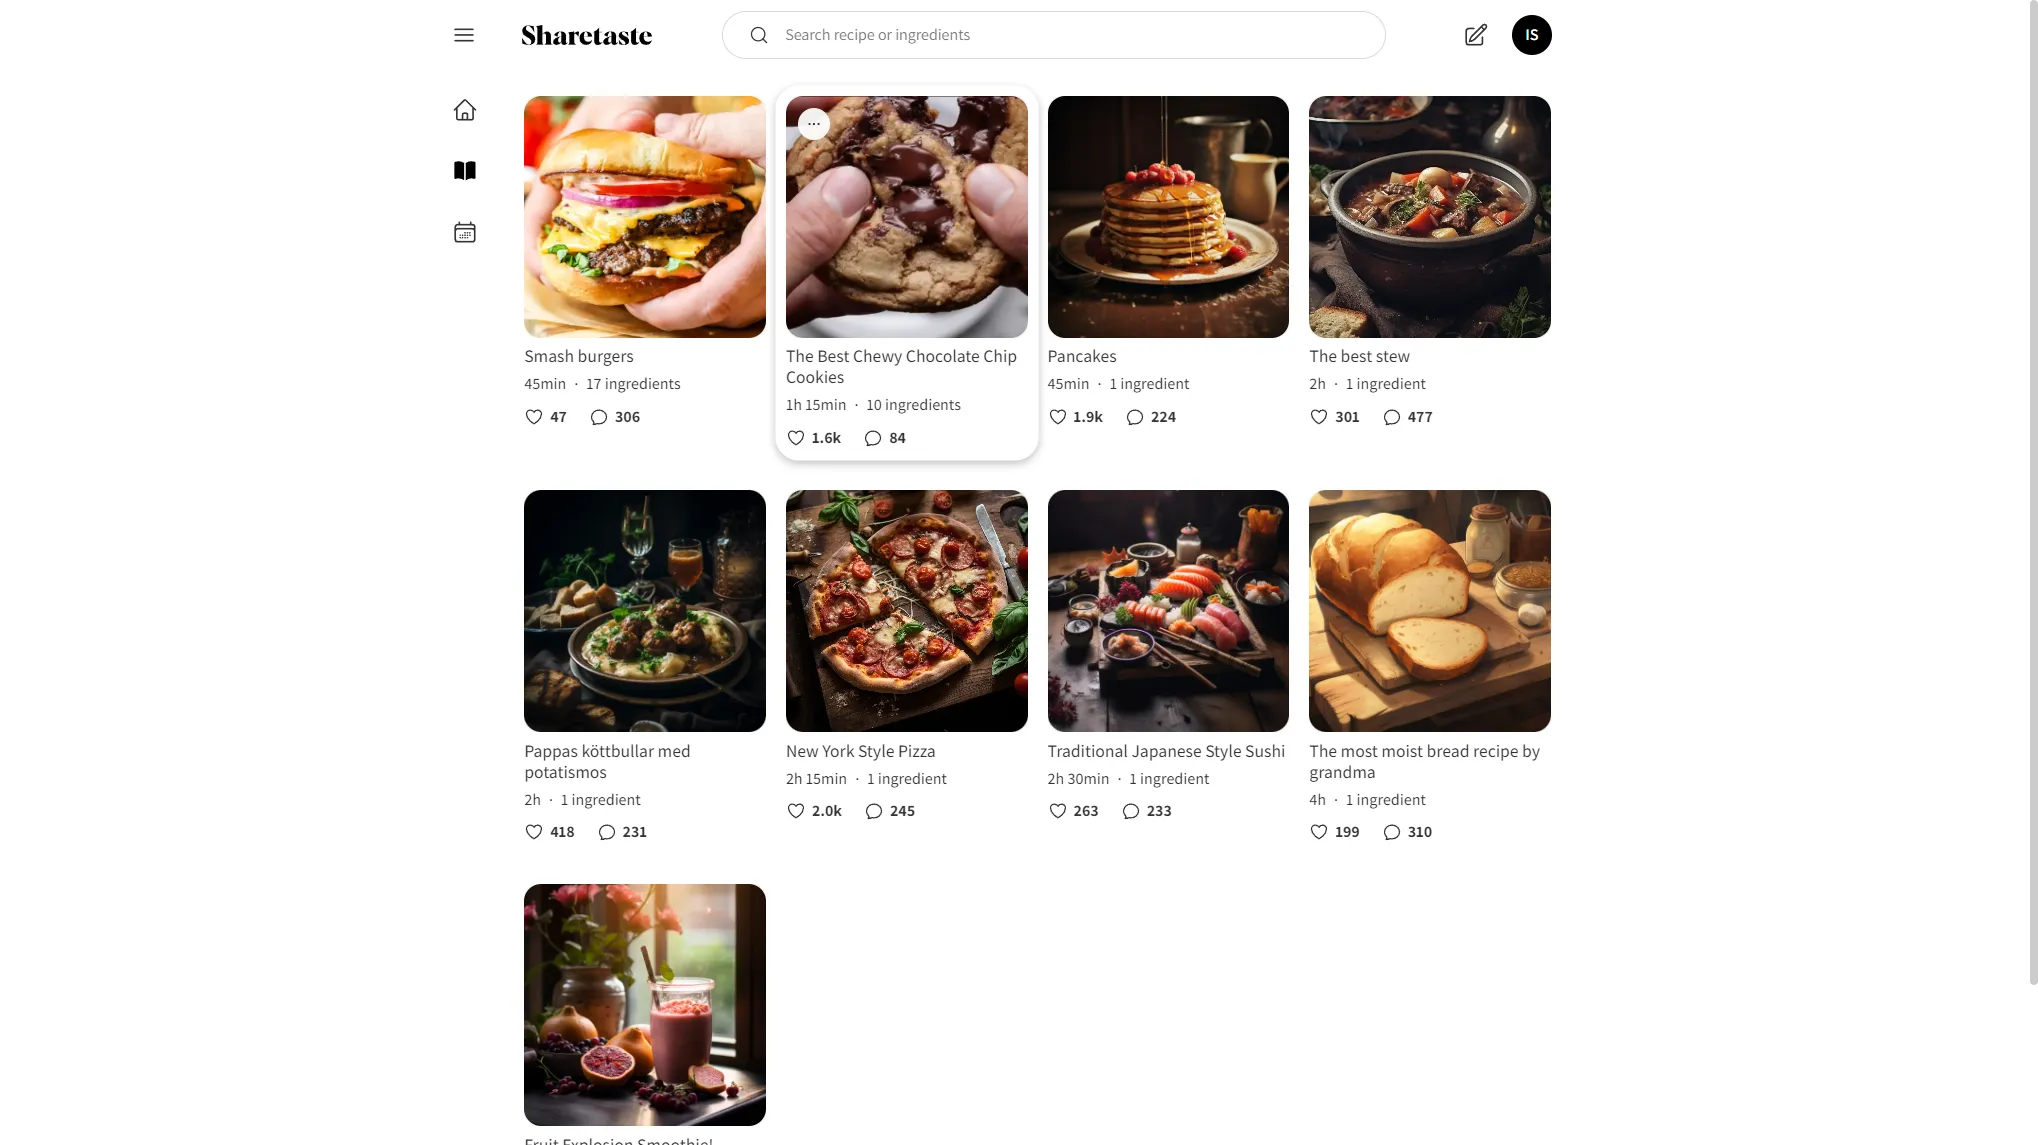 Sharetaste
Search recipe or ingredients
IS
Smash burgers
45min · 17 ingredients
47 306
The Best Chewy Chocolate Chip
Cookies
1h 15min · 10 ingredients
1.6k 84
Pancakes
45min · 1 ingredient
1.9k 224
The best stew
2h · 1 ingredient
301 477
Pappas köttbullar med
potatismos
2h · 1 ingredient
418 231
New York Style Pizza
2h 15min · 1 ingredient
2.0k 245
Traditional Japanese Style Sushi
2h 30min · 1 ingredient
263 233
The most moist bread recipe by
grandma
4h · 1 ingredient
199 310
Fruit Explosion Smoothie!